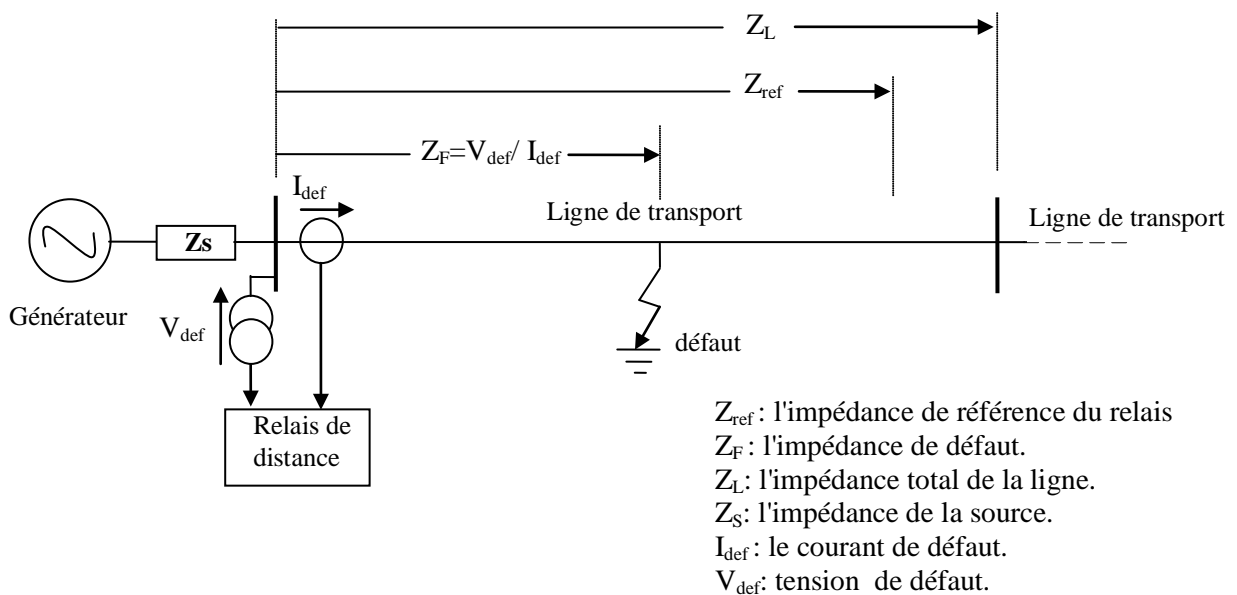 Z_L
Z_ref
Z_F=V_def/ I_def
I_def
Ligne de transport
Ligne de transport
Zs
Générateur
V_def
défaut
Relais de
distance
Z_ref : l'impédance de référence du relais
Z_F : l'impédance de défaut.
Z_L: l'impédance total de la ligne.
Z_S: l'impédance de la source.
I_def : le courant de défaut.
V_def: tension de défaut.